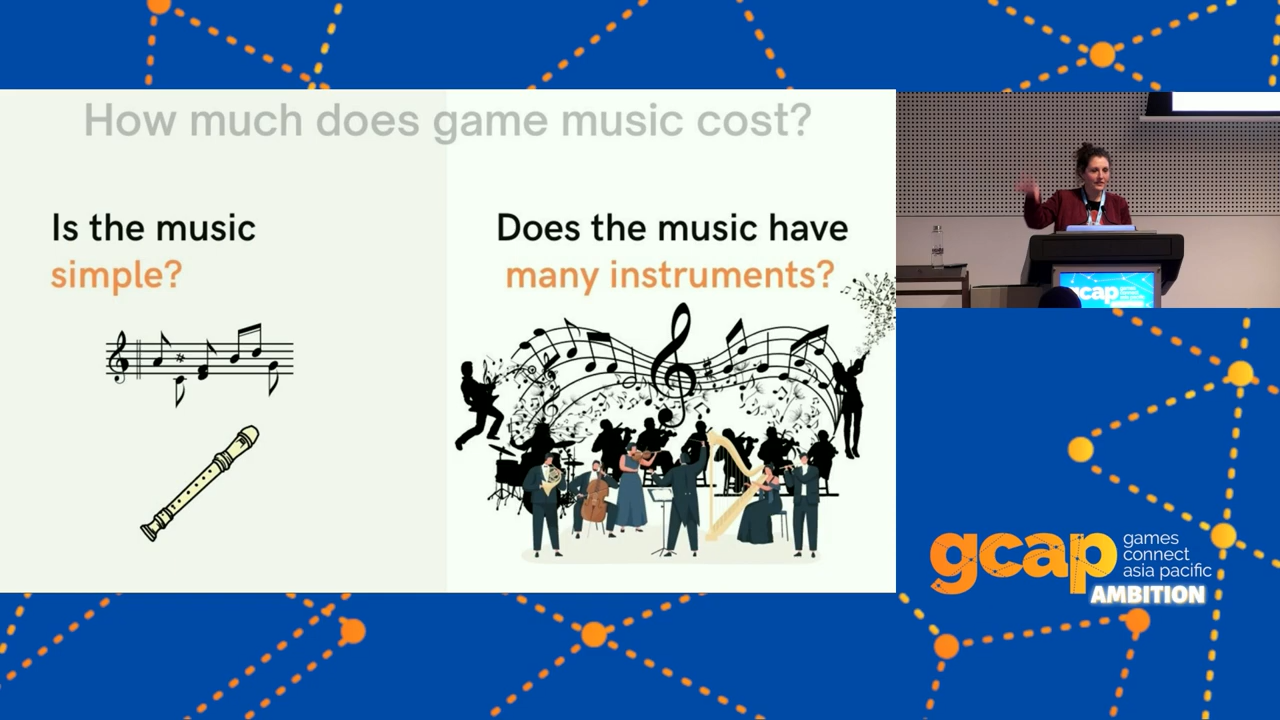 How much does game music cost?
Is the music
simple?
Does the music have
many instruments?
gcap
gcap
games
connect
asia pacific
AMBITION